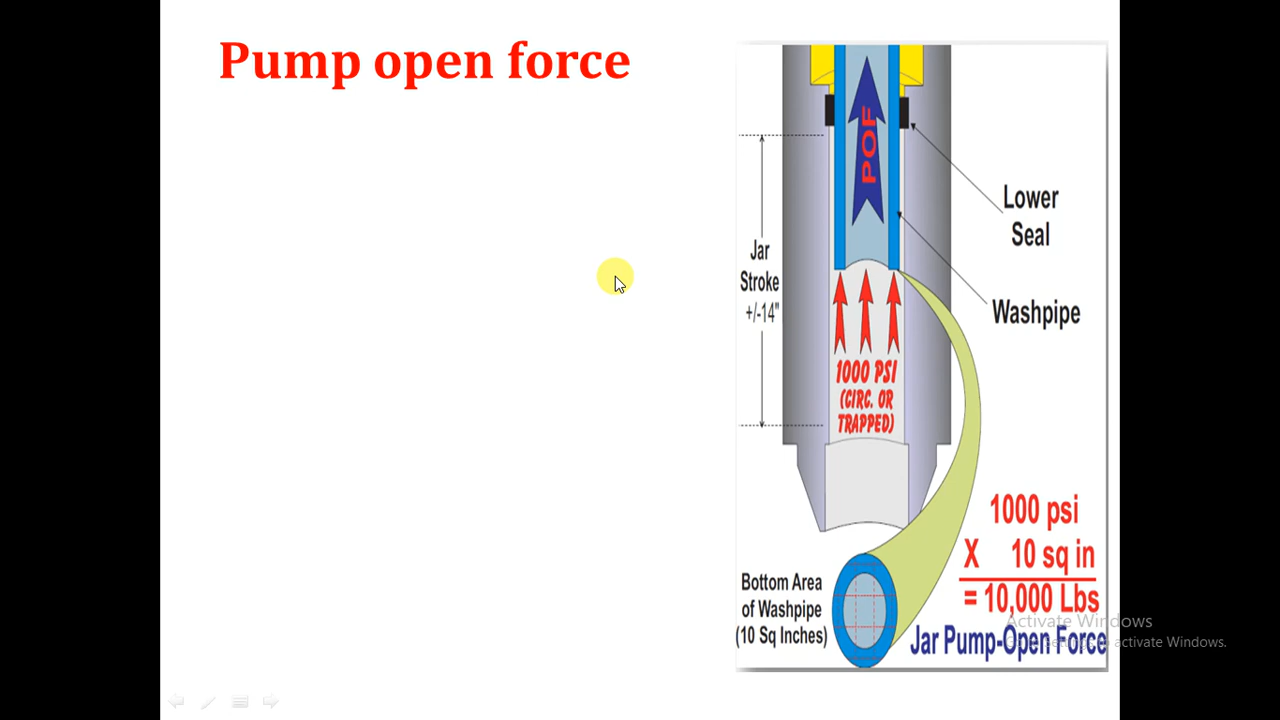 Pump open force
POF
Lower
Seal
Jar
Stroke
+/-14"
Washpipe
1000 PSI
(CIRC. OR
TRAPPED)
1000 psi
X 10 sq in
= 10,000 Lbs
Bottom Area
of Washpipe
(10 Sq Inches)
Jar Pump-Open Force
Activate Windows
Go to Settings to activate Windows.